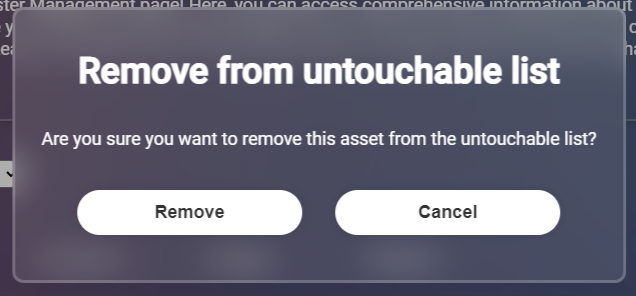 ster Management page! Here, you can access comprehensive information about
Remove from untouchable list
Are you sure you want to remove this asset from the untouchable list?
Remove
Cancel